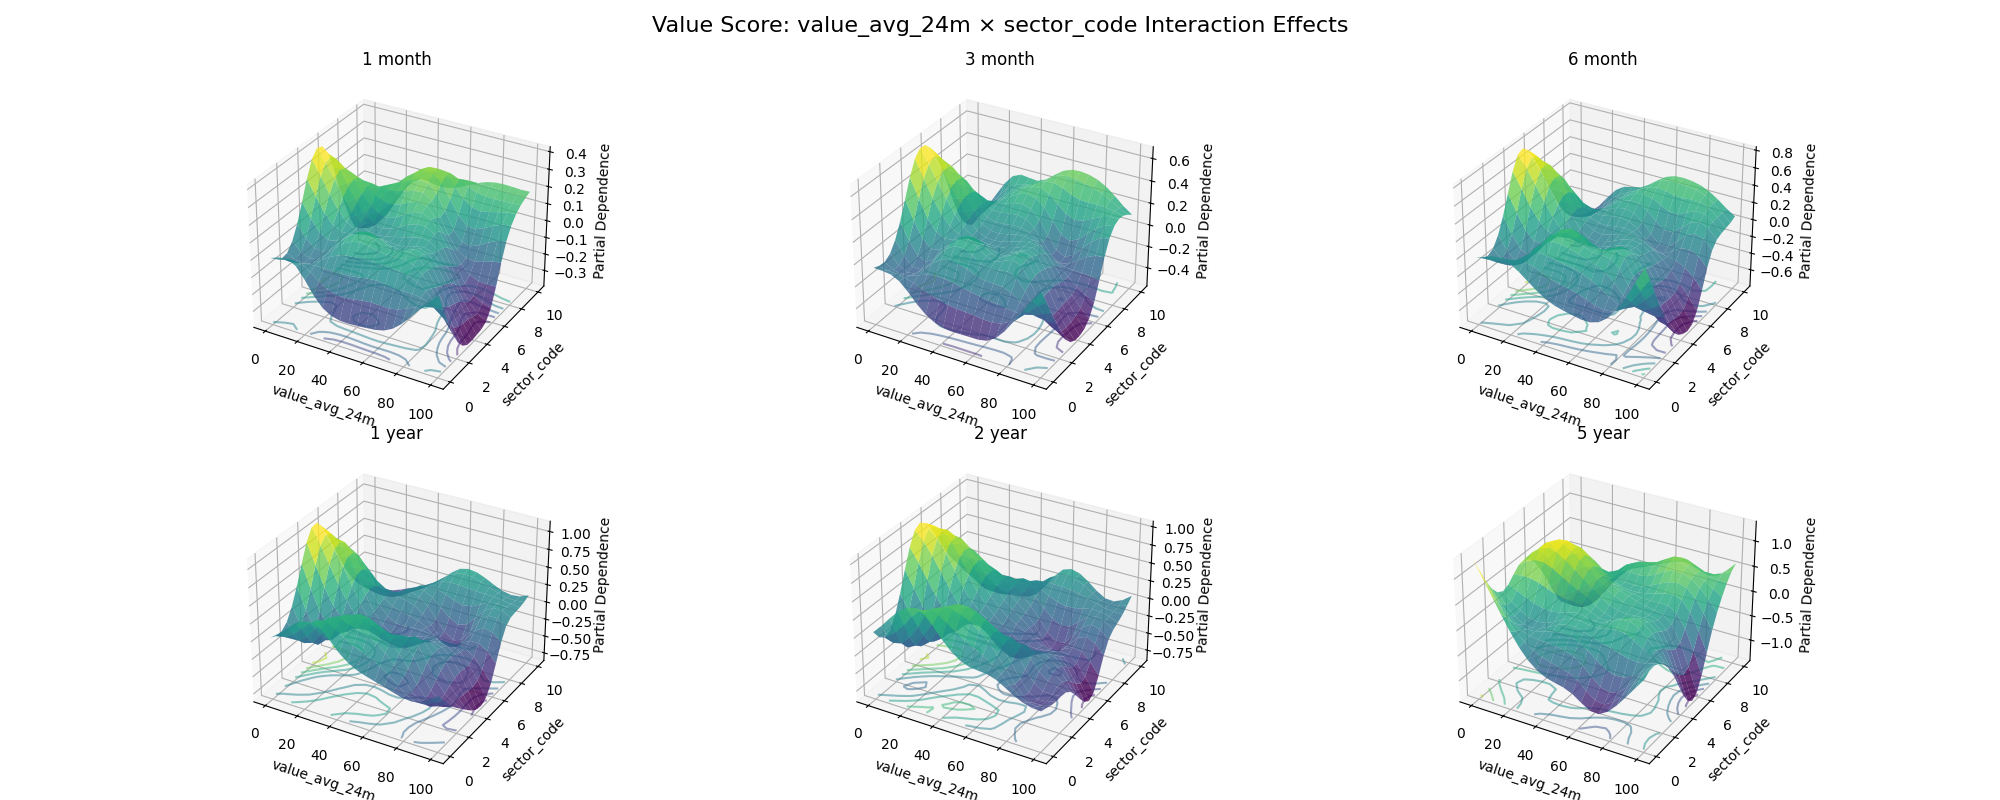 Value Score: value_avg_24m × sector_code Interaction Effects
1 month
0.4
0.3
0.2
0.1
0.0
−0.1
−0.2
−0.3
Partial Dependence
0 20 40 60 80 100
value_avg_24m
0 2 4 6 8 10
sector_code
3 month
0.6
0.4
0.2
0.0
−0.2
−0.4
Partial Dependence
0 20 40 60 80 100
value_avg_24m
0 2 4 6 8 10
sector_code
6 month
0.8
0.6
0.4
0.2
0.0
−0.2
−0.4
−0.6
Partial Dependence
0 20 40 60 80 100
value_avg_24m
0 2 4 6 8 10
sector_code
1 year
1.00
0.75
0.50
0.25
0.00
−0.25
−0.50
−0.75
Partial Dependence
0 20 40 60 80 100
value_avg_24m
0 2 4 6 8 10
sector_code
2 year
1.00
0.75
0.50
0.25
0.00
−0.25
−0.50
−0.75
Partial Dependence
0 20 40 60 80 100
value_avg_24m
0 2 4 6 8 10
sector_code
5 year
1.0
0.5
0.0
−0.5
−1.0
Partial Dependence
0 20 40 60 80 100
value_avg_24m
0 2 4 6 8 10
sector_code